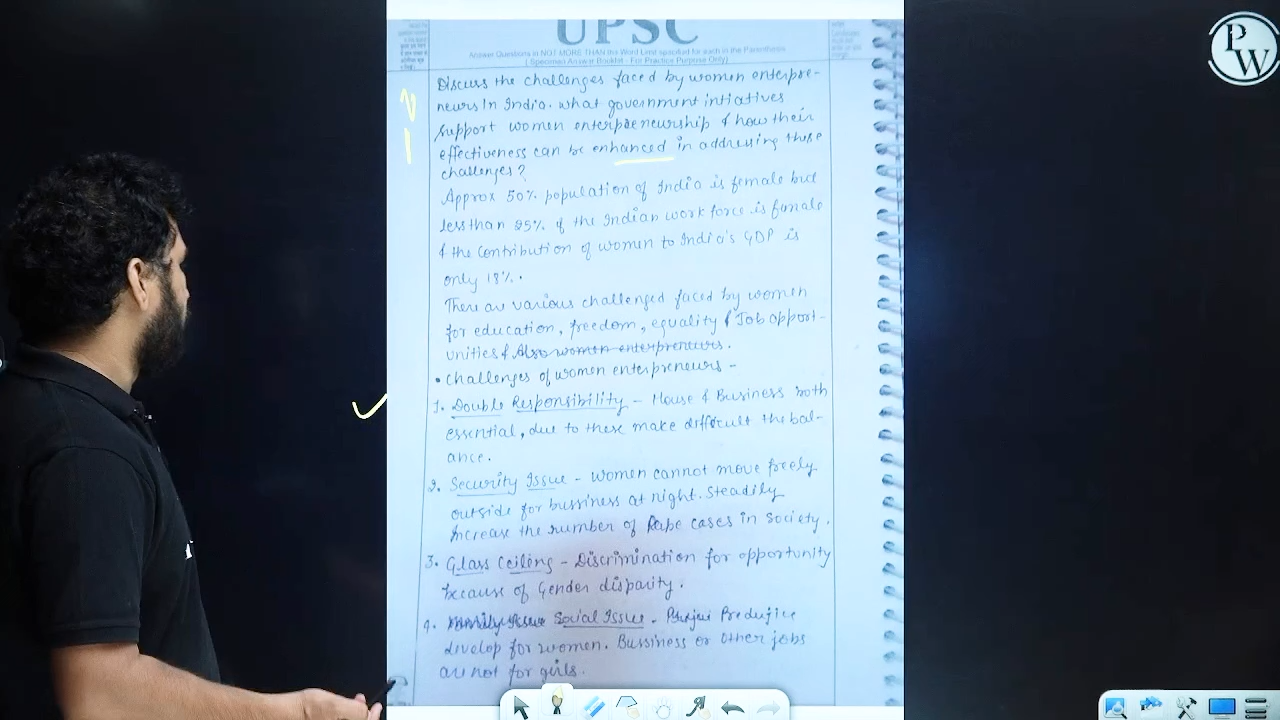 UPSC
Answer Questions in NOT MORE THAN the Word Limit specified for each in the Parenthesis
( Specimen Answer Booklet - For Practice Purpose Only)
PW
Discuss the challenges faced by women enterpre-
neurs in India. what government intiatives
support women enterpreneurship & how their
effectiveness can be enhanced in addressing these
challenges?
Approx 50% population of India is female but
less than 25% of the Indian work force is female
& the contribution of women to India's GDP is
only 18%.
There are various challenged faced by women
for education, freedom, equality & Job opport-
unities & Also women enterpreneurs.
• Challenges of women enterpreneurs -
1. Double Responsibility - House & Bussiness both
essential, due to these make difficult the bal-
ance.
2. Security Issue - Women cannot move freely
outside for bussiness at night. Steadily
increase the number of Rape cases in Society.
3. Glass Ceiling - Discrimination for opportunity
because of Gender disparity.
4. Social Issue - Predujice
develop for women. Bussiness or Other jobs
are not for girls.